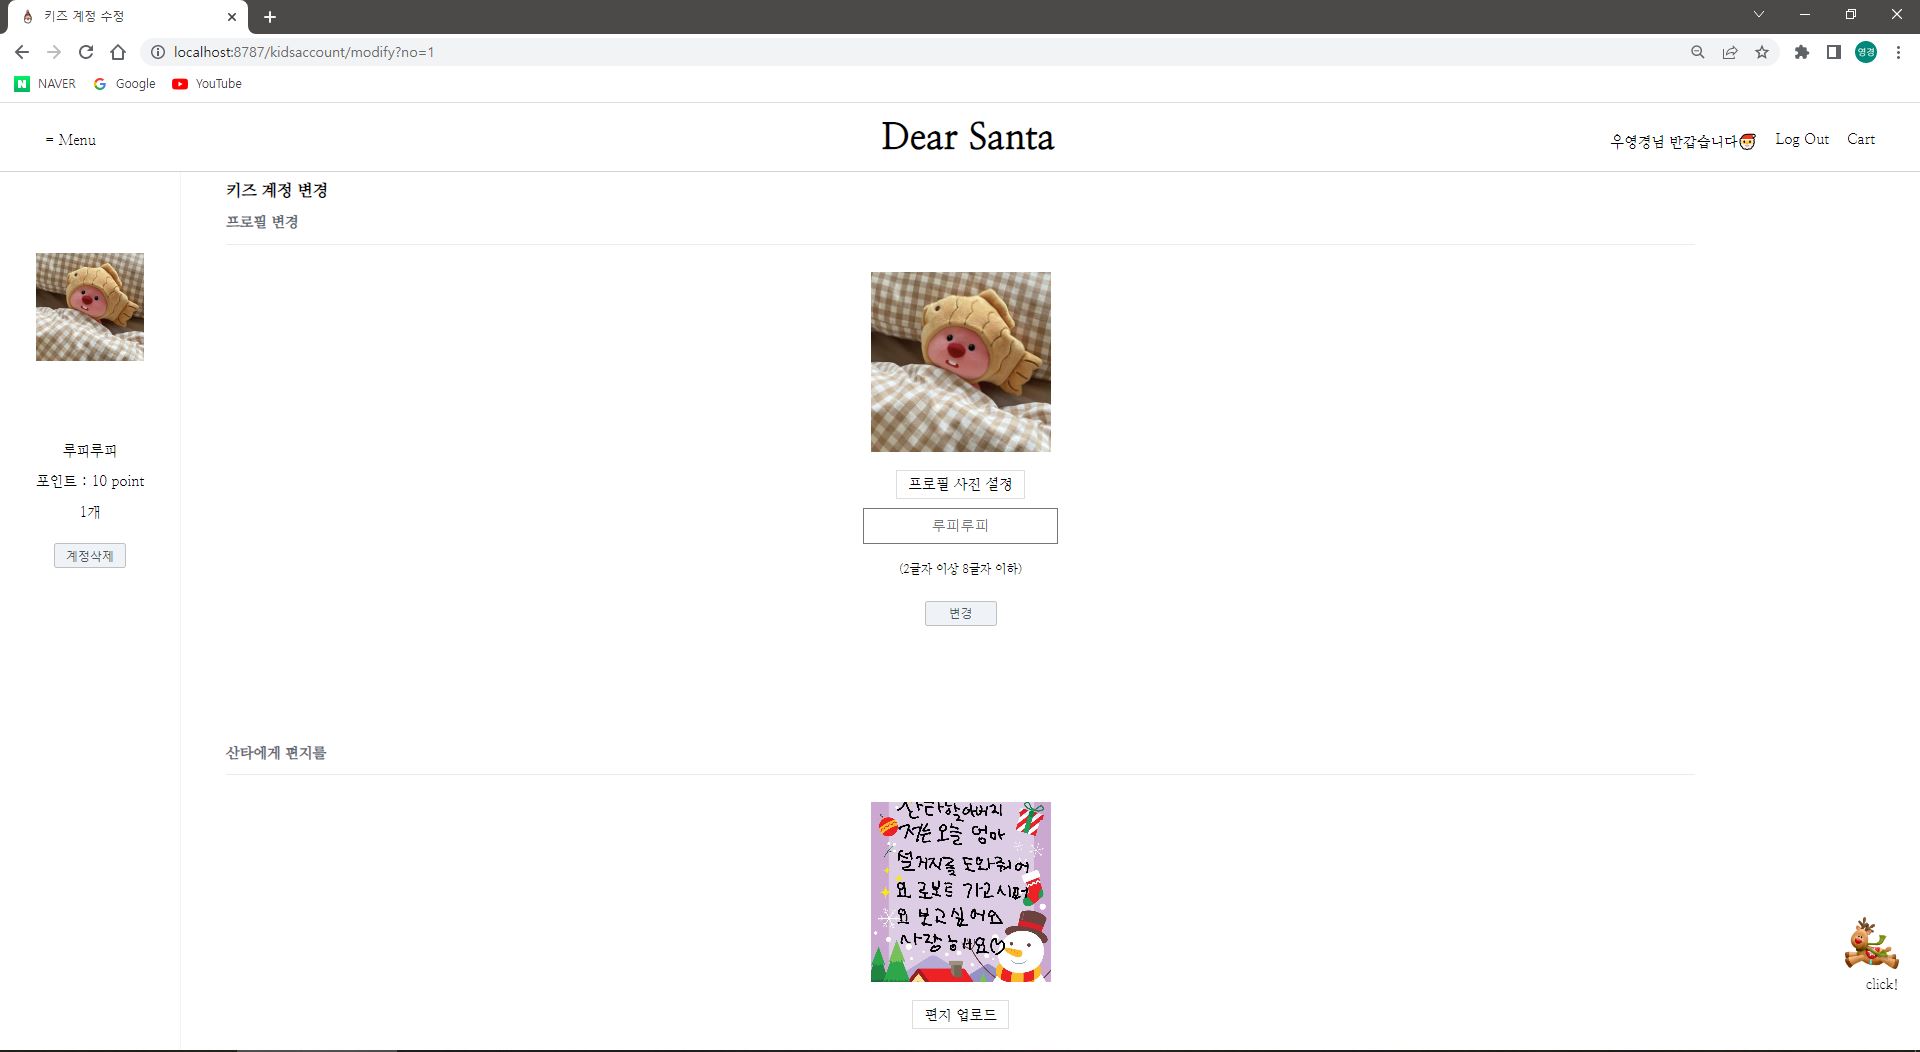 키즈 계정 수정
localhost:8787/kidsaccount/modify?no=1
영경
NAVER Google YouTube
= Menu
Dear Santa
우영경님 반갑습니다 Log Out Cart
키즈 계정 변경
프로필 변경
루피루피
포인트 : 10 point
1개
계정삭제
프로필 사진 설정
루피루피
(2글자 이상 8글자 이하)
변경
산타에게 편지를
산타할아버지
저는 오늘 엄마
설거지를 도와줘어
요 로보트 가고시퍼
요 보고싶어요
사랑해요
편지 업로드
click!